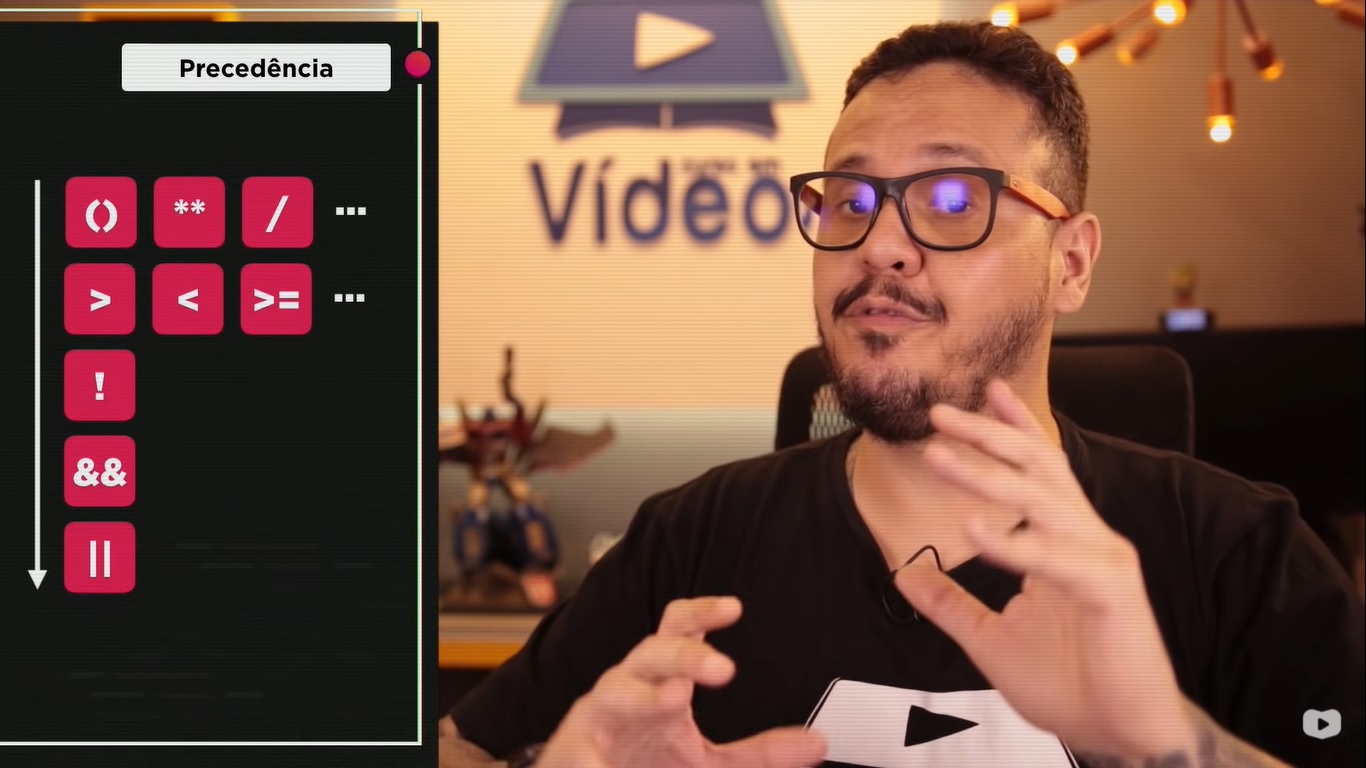 Precedência
() ** / ...
> < >= ...
!
&&
||
Vídeo